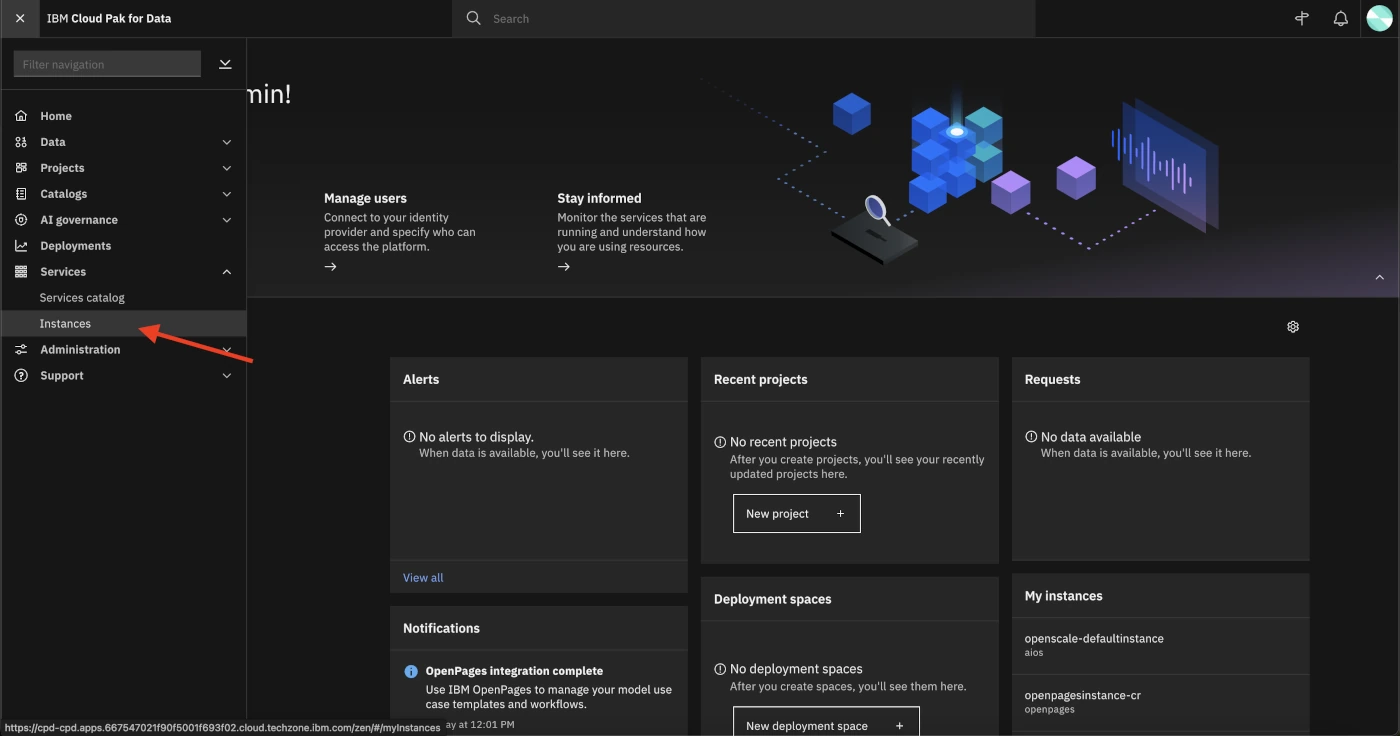 IBM Cloud Pak for Data
Search
Filter navigation
min!
Home
Data
Projects
Catalogs
AI governance
Deployments
Services
Services catalog
Instances
Administration
Support
Manage users
Connect to your identity
provider and specify who can
access the platform.
Stay informed
Monitor the services that are
running and understand how
you are using resources.
Alerts
No alerts to display.
When data is available, you'll see it here.
View all
Notifications
OpenPages integration complete
Use IBM OpenPages to manage your model use
case templates and workflows.
ay at 12:01 PM
Recent projects
No recent projects
After you create projects, you'll see your recently
updated projects here.
New project +
Deployment spaces
No deployment spaces
After you create spaces, you'll see them here.
New deployment space +
Requests
No data available
When data is available, you'll see it here.
My instances
openscale-defaultinstance
aios
openpagesinstance-cr
openpages
https://cpd-cpd.apps.667547021f90f5001f693f02.cloud.techzone.ibm.com/zen/#/myInstances